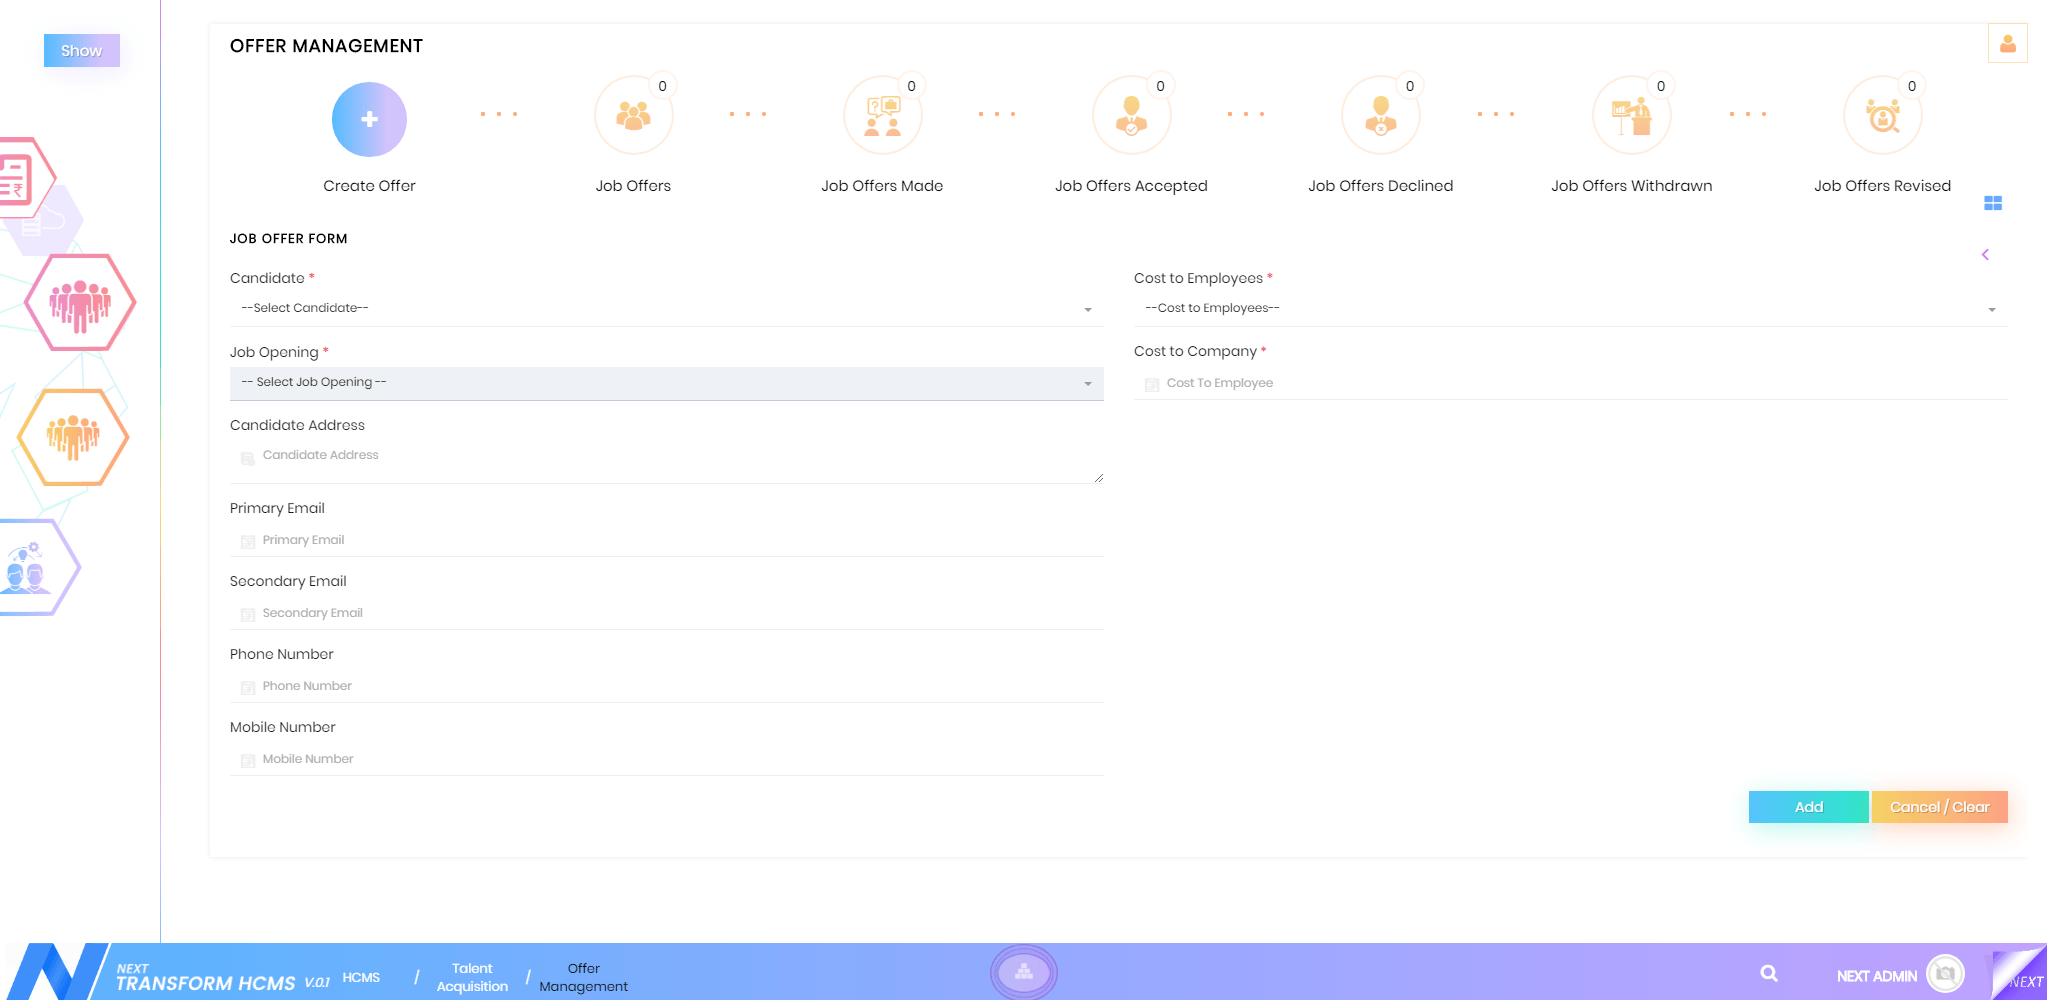 Show
OFFER MANAGEMENT
0
0
0
0
0
0
Create Offer
Job Offers
Job Offers Made
Job Offers Accepted
Job Offers Declined
Job Offers Withdrawn
Job Offers Revised
JOB OFFER FORM
Candidate *
--Select Candidate--
Cost to Employees *
--Cost to Employees--
Job Opening *
-- Select Job Opening --
Cost to Company *
Cost To Employee
Candidate Address
Candidate Address
Primary Email
Primary Email
Secondary Email
Secondary Email
Phone Number
Phone Number
Mobile Number
Mobile Number
Add
Cancel / Clear
NEXT
TRANSFORM HCMS V.0.1
HCMS
/
Talent
Acquisition
/
Offer
Management
NEXT ADMIN
NEXT